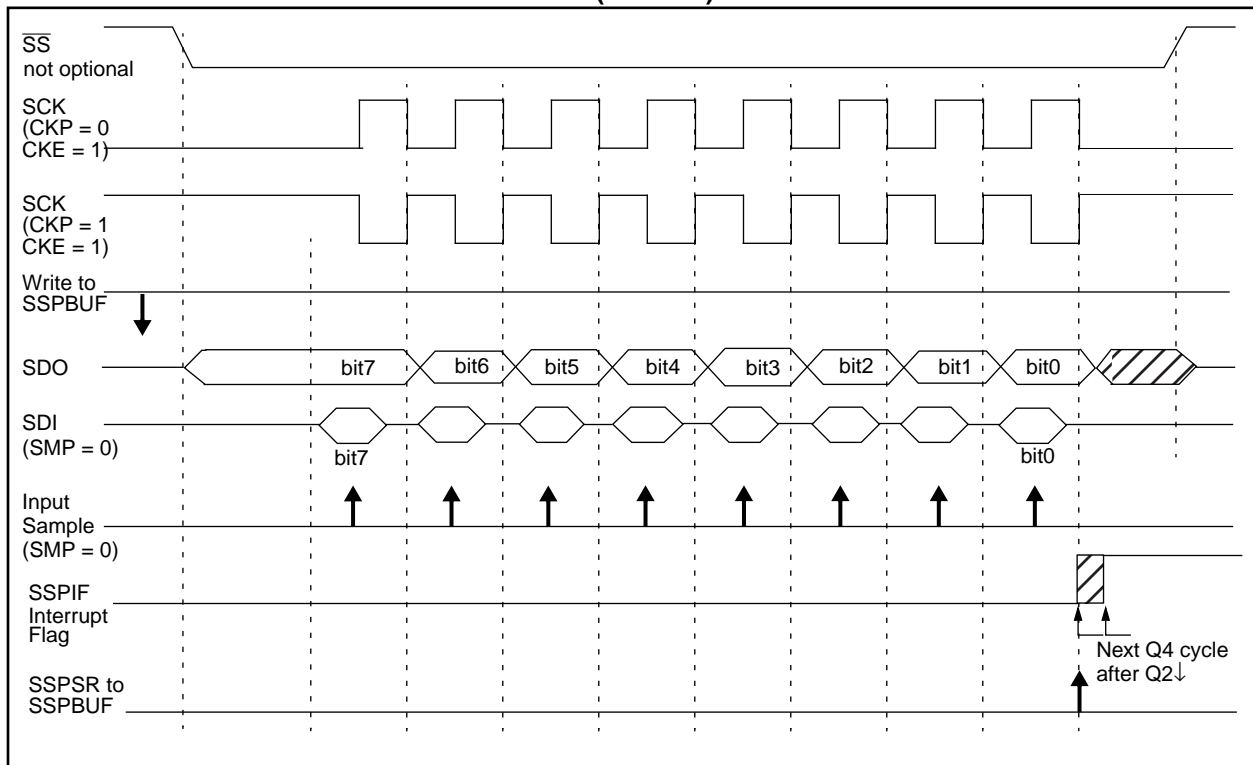 SS
not optional
SCK
(CKP = 0
CKE = 1)
SCK
(CKP = 1
CKE = 1)
Write to
SSPBUF
SDO
bit7 bit6 bit5 bit4 bit3 bit2 bit1 bit0
SDI
(SMP = 0)
bit7 bit0
Input
Sample
(SMP = 0)
SSPIF
Interrupt
Flag
Next Q4 cycle
after Q2↓
SSPSR to
SSPBUF